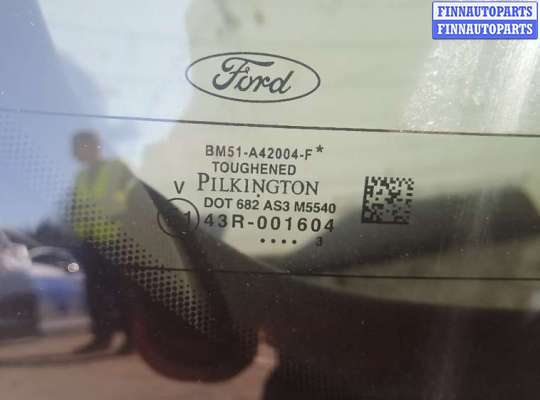 FINNAUTOPARTS
FINNAUTOPARTS
Ford
BM51-A42004-F*
TOUGHENED
V PILKINGTON
DOT 682 AS3 M5540
43R-001604
•••• 3